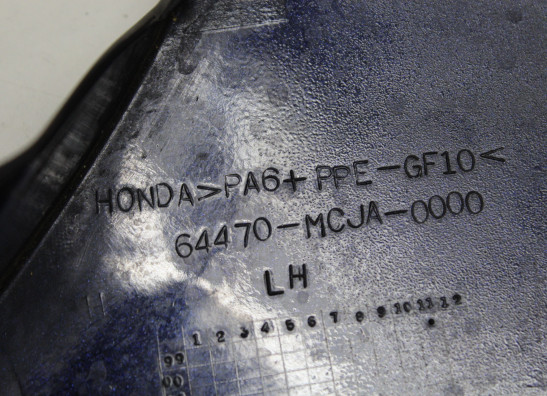 HONDA>PA6+PPE-GF10<
64470-MCJA-0000
LH
1 2 3 4 5 6 7 8 9 10 11 12
99
00